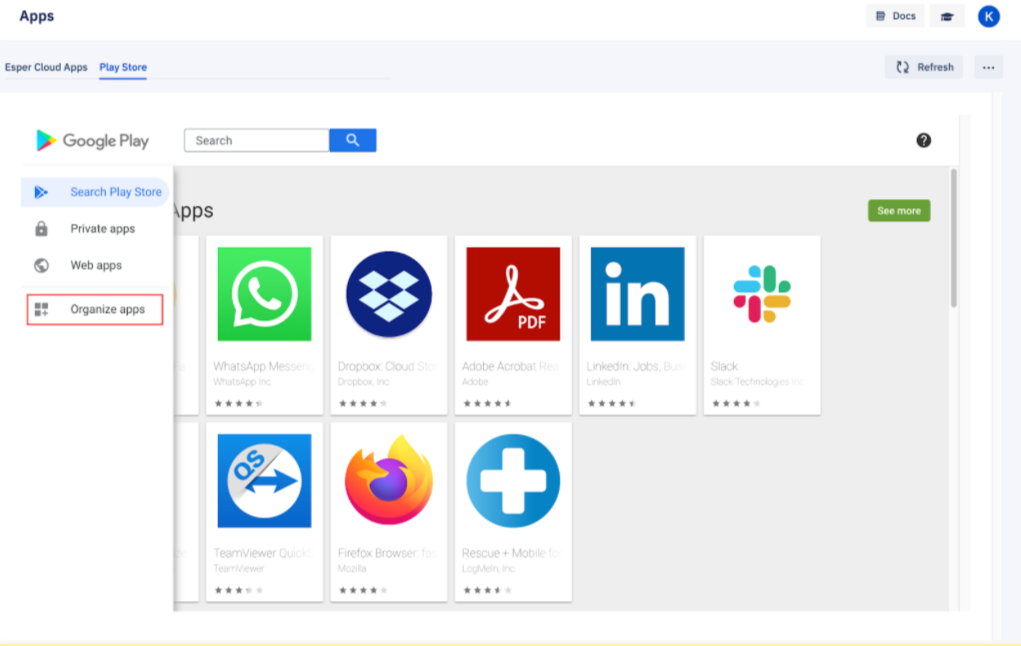 Apps
Docs
K
Esper Cloud Apps
Play Store
Refresh
Google Play
Search
Search Play Store
Private apps
Web apps
Organize apps
Apps
See more
PDF
in
WhatsApp Messen
WhatsApp Inc.
Dropbox: Cloud Sto
Dropbox, Inc.
Adobe Acrobat Rea
Adobe
LinkedIn: Jobs, Bus
LinkedIn
Slack
Slack Technologies Inc.
QS
TeamViewer Quick
TeamViewer
Firefox Browser: fa
Mozilla
Rescue + Mobile fo
LogMeIn, Inc.